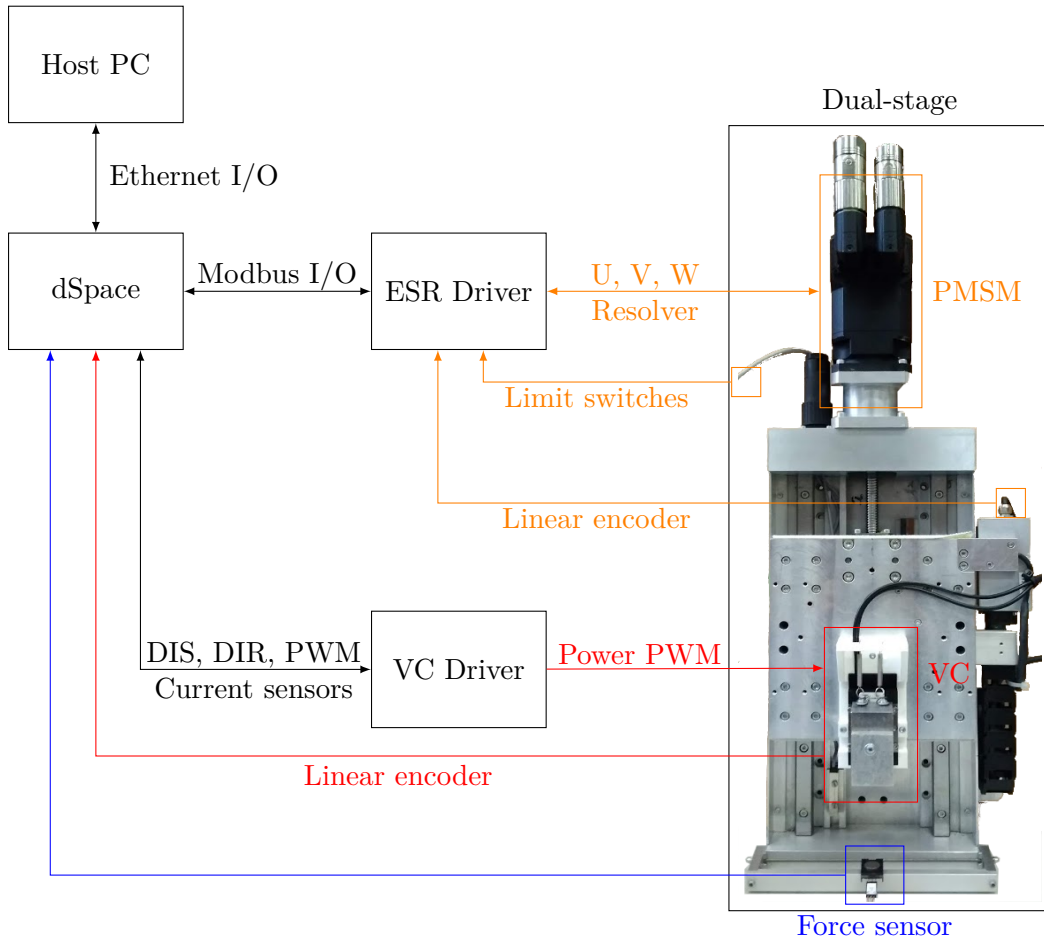 Host PC
Dual-stage
Ethernet I/O
dSpace
Modbus I/O
ESR Driver
U, V, W
Resolver
PMSM
Limit switches
Linear encoder
DIS, DIR, PWM
Current sensors
VC Driver
Power PWM
VC
Linear encoder
Force sensor